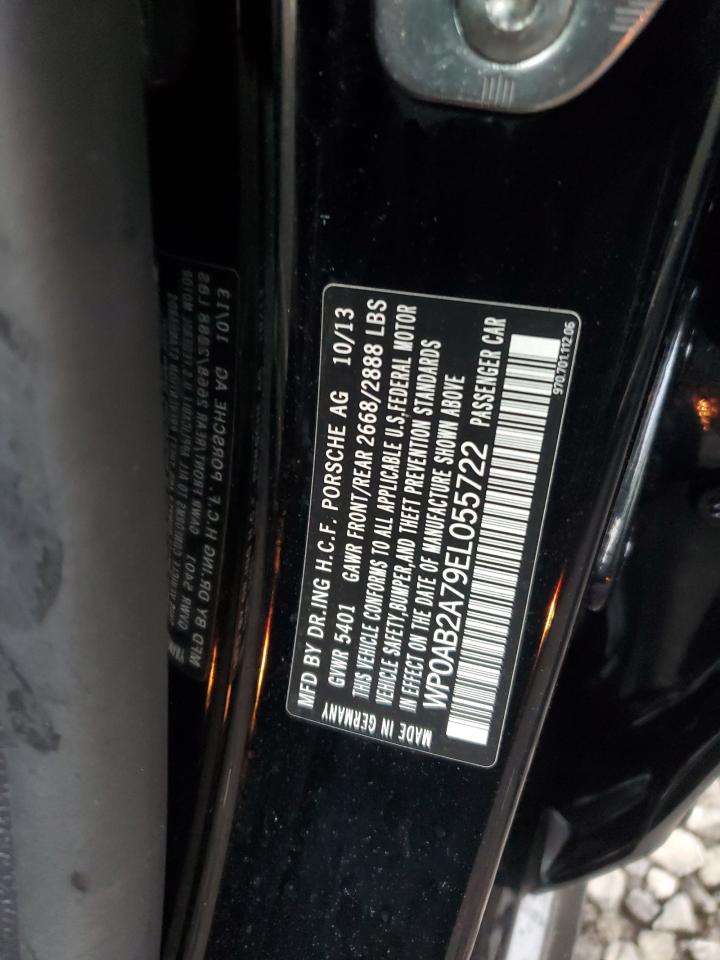 MFD BY DR.ING H.C.F. PORSCHE AG 10/13
GVWR 5401 GAWR FRONT/REAR 2668/2888 LBS
THIS VEHICLE CONFORMS TO ALL APPLICABLE U.S.FEDERAL MOTOR
VEHICLE SAFETY,BUMPER,AND THEFT PREVENTION STANDARDS
IN EFFECT ON THE DATE OF MANUFACTURE SHOWN ABOVE
WP0AB2A79EL055722 PASSENGER CAR
MADE IN GERMANY
970.701.112.06